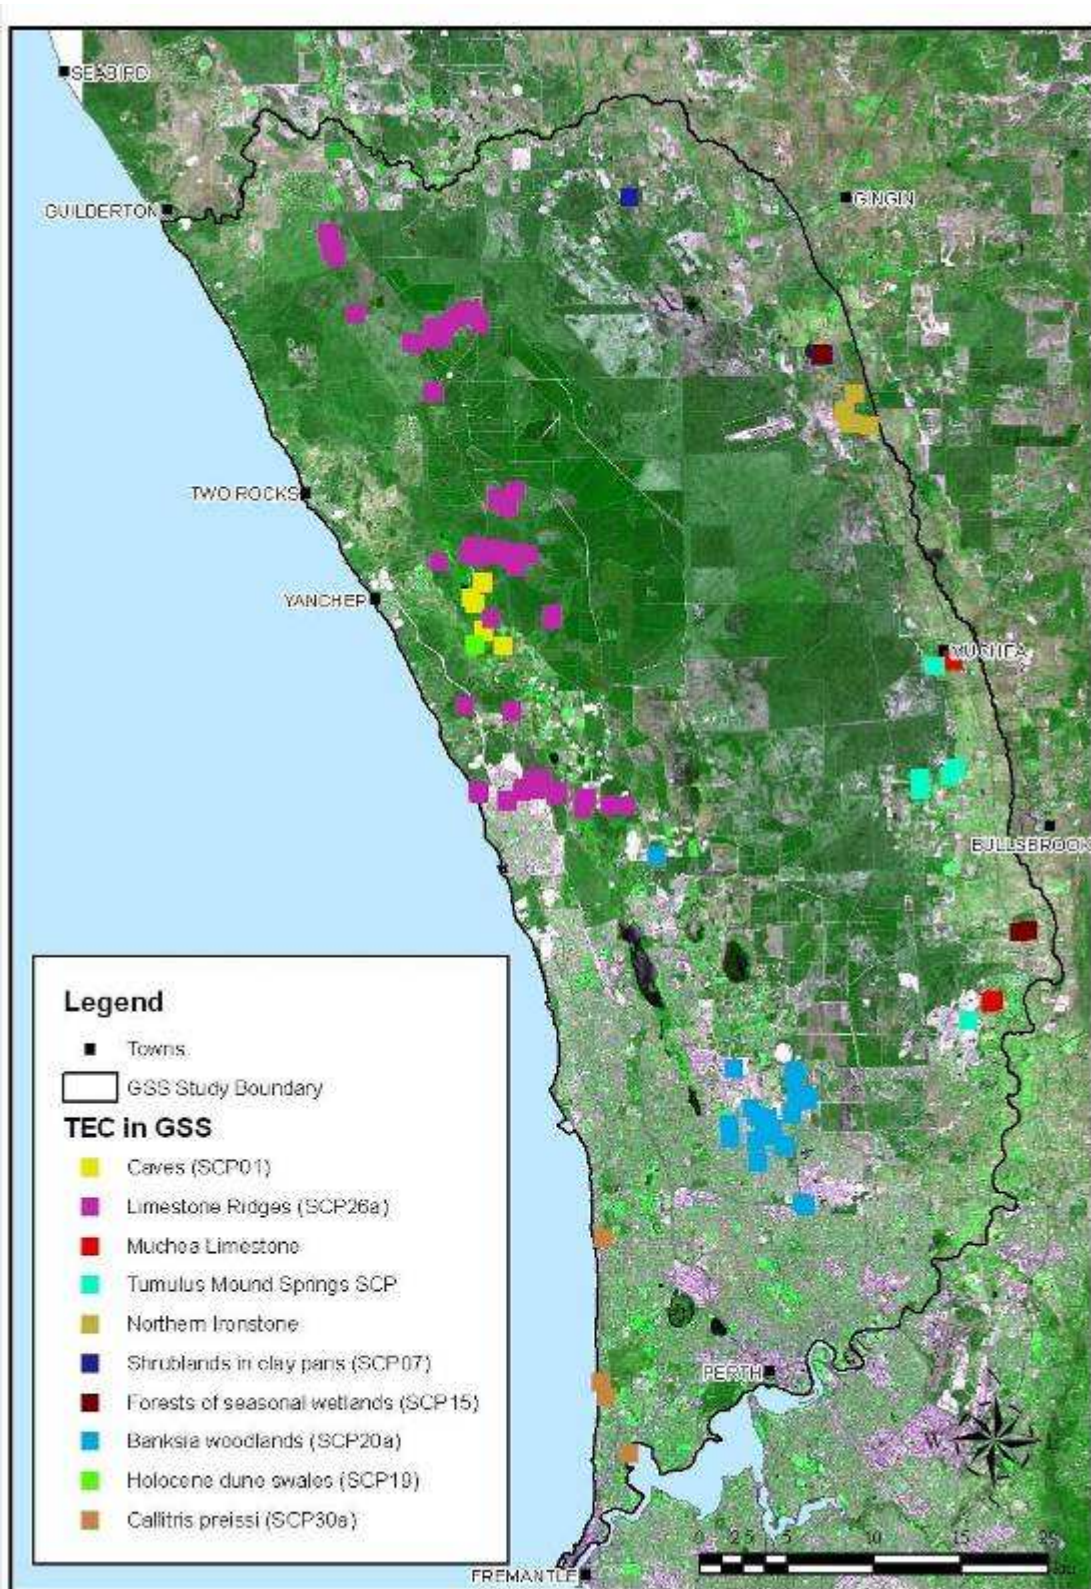 SEABIRD
GUILDERTON
GINGIN
TWO ROCKS
YANCHEP
MUCHEA
BULLSBROOK
Legend
Towns
GSS Study Boundary
TEC in GSS
Caves (SCP01)
Limestone Ridges (SCP26a)
Muchea Limestone
Tumulus Mound Springs SCP
Northern Ironstone
Shrublands in clay pans (SCP07)
Forests of seasonal wetlands (SCP15)
Banksia woodlands (SCP20a)
Holocene dune swales (SCP19)
Callitris preissi (SCP30a)
PERTH
W
0 2.5 5 10 15 20
FREMANTLE